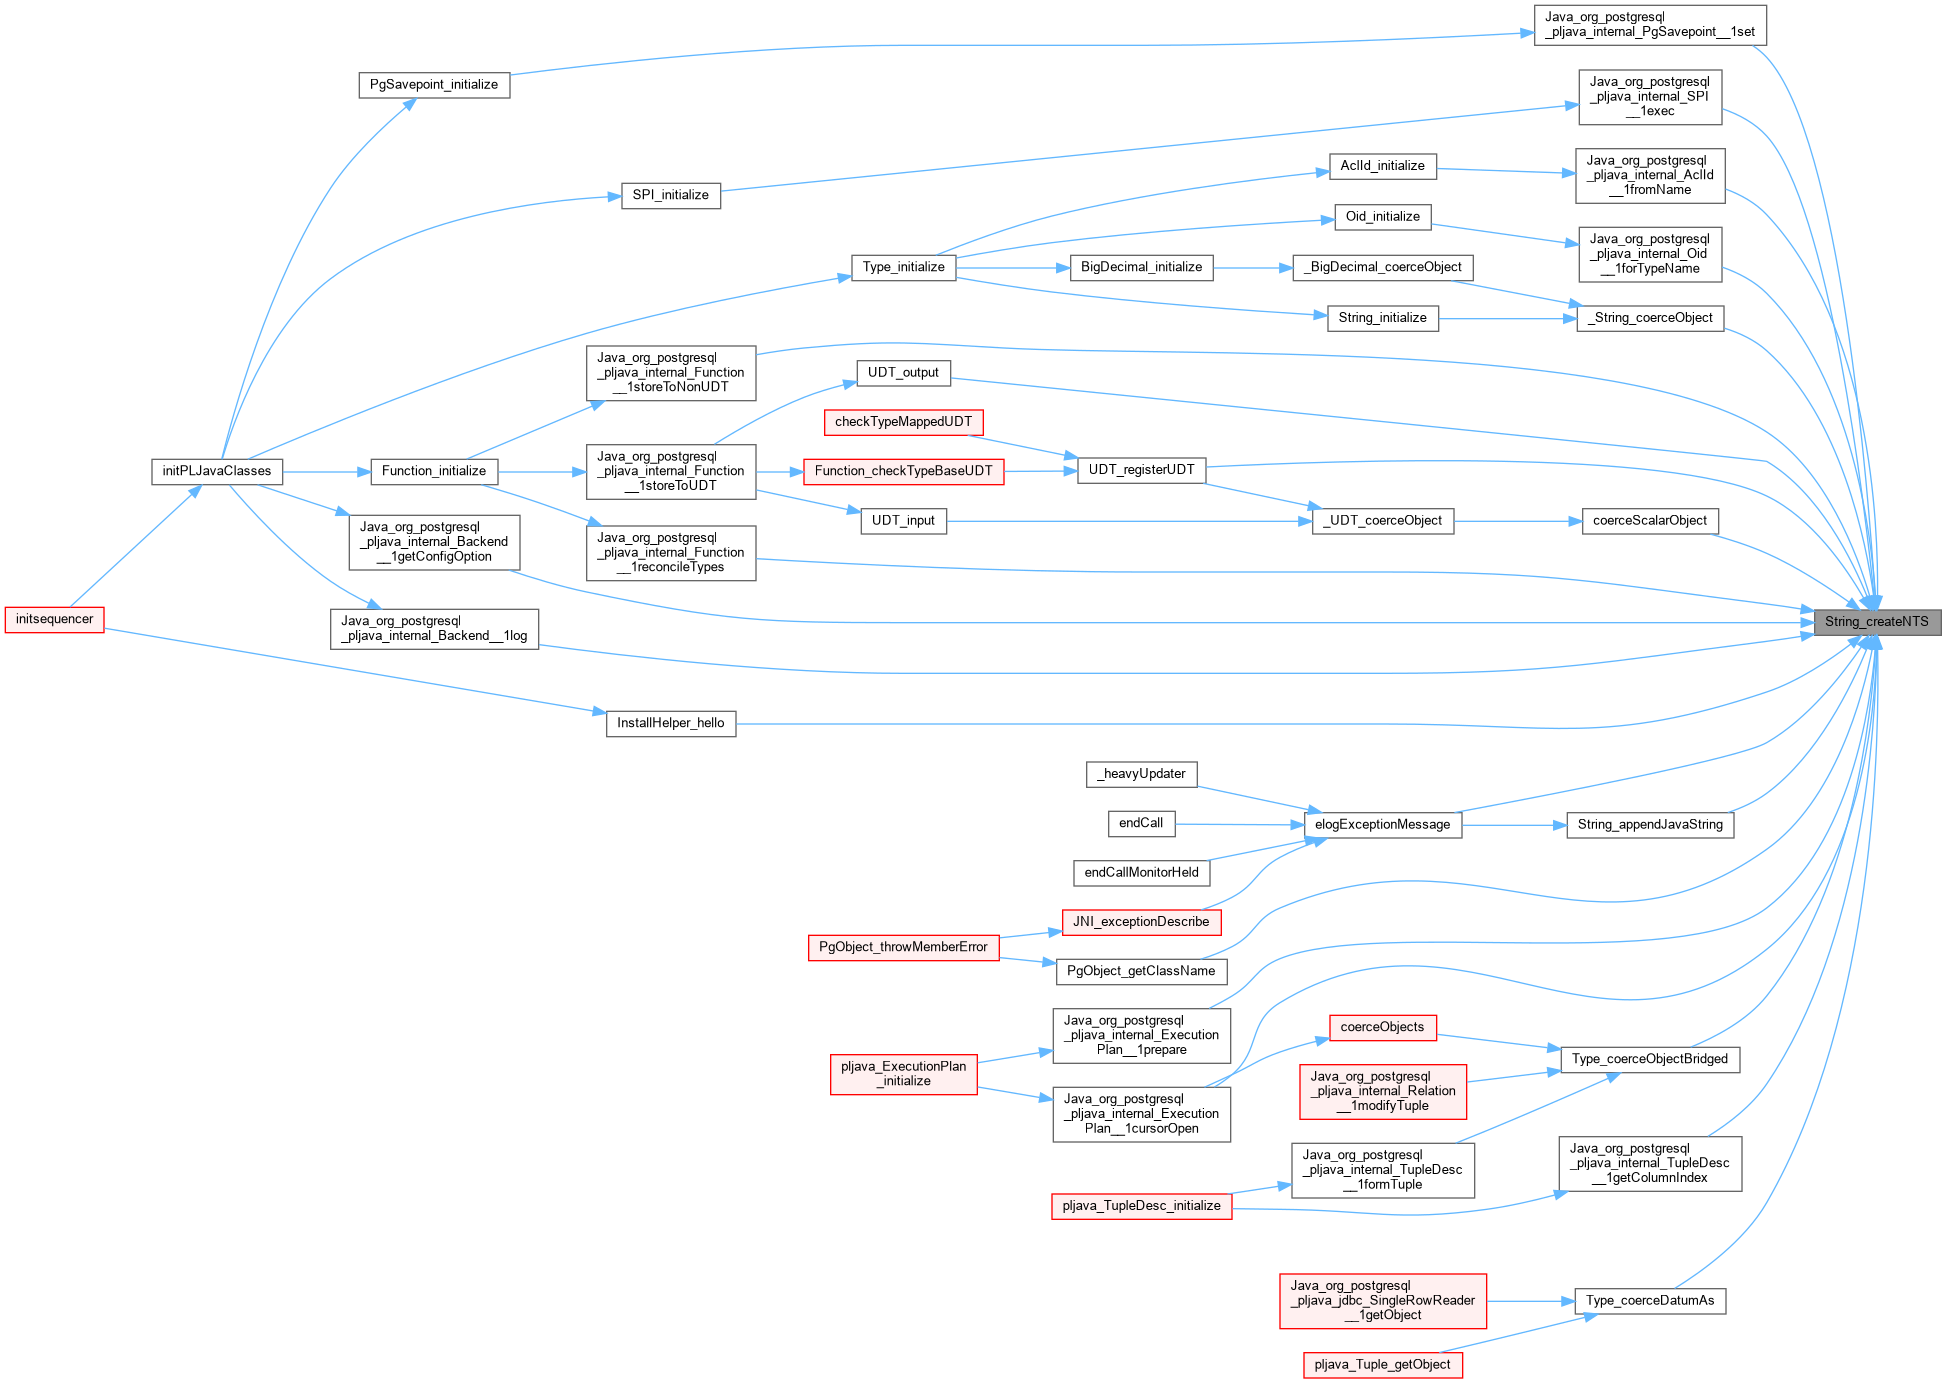 Java_org_postgresql
_pljava_internal_PgSavepoint__1set
PgSavepoint_initialize
Java_org_postgresql
_pljava_internal_SPI
__1exec
SPI_initialize
AclId_initialize
Java_org_postgresql
_pljava_internal_AclId
__1fromName
Oid_initialize
Java_org_postgresql
_pljava_internal_Oid
__1forTypeName
Type_initialize
BigDecimal_initialize
_BigDecimal_coerceObject
String_initialize
_String_coerceObject
Java_org_postgresql
_pljava_internal_Function
__1storeToNonUDT
UDT_output
checkTypeMappedUDT
initPLJavaClasses
Function_initialize
Java_org_postgresql
_pljava_internal_Function
__1storeToUDT
Function_checkTypeBaseUDT
UDT_registerUDT
UDT_input
_UDT_coerceObject
coerceScalarObject
Java_org_postgresql
_pljava_internal_Backend
__1getConfigOption
Java_org_postgresql
_pljava_internal_Function
__1reconcileTypes
initsequencer
Java_org_postgresql
_pljava_internal_Backend__1log
String_createNTS
InstallHelper_hello
_heavyUpdater
endCall
elogExceptionMessage
String_appendJavaString
endCallMonitorHeld
JNI_exceptionDescribe
PgObject_throwMemberError
PgObject_getClassName
Java_org_postgresql
_pljava_internal_Execution
Plan__1prepare
coerceObjects
Type_coerceObjectBridged
pljava_ExecutionPlan
_initialize
Java_org_postgresql
_pljava_internal_Relation
__1modifyTuple
Java_org_postgresql
_pljava_internal_Execution
Plan__1cursorOpen
Java_org_postgresql
_pljava_internal_TupleDesc
__1formTuple
Java_org_postgresql
_pljava_internal_TupleDesc
__1getColumnIndex
pljava_TupleDesc_initialize
Java_org_postgresql
_pljava_jdbc_SingleRowReader
__1getObject
Type_coerceDatumAs
pljava_Tuple_getObject